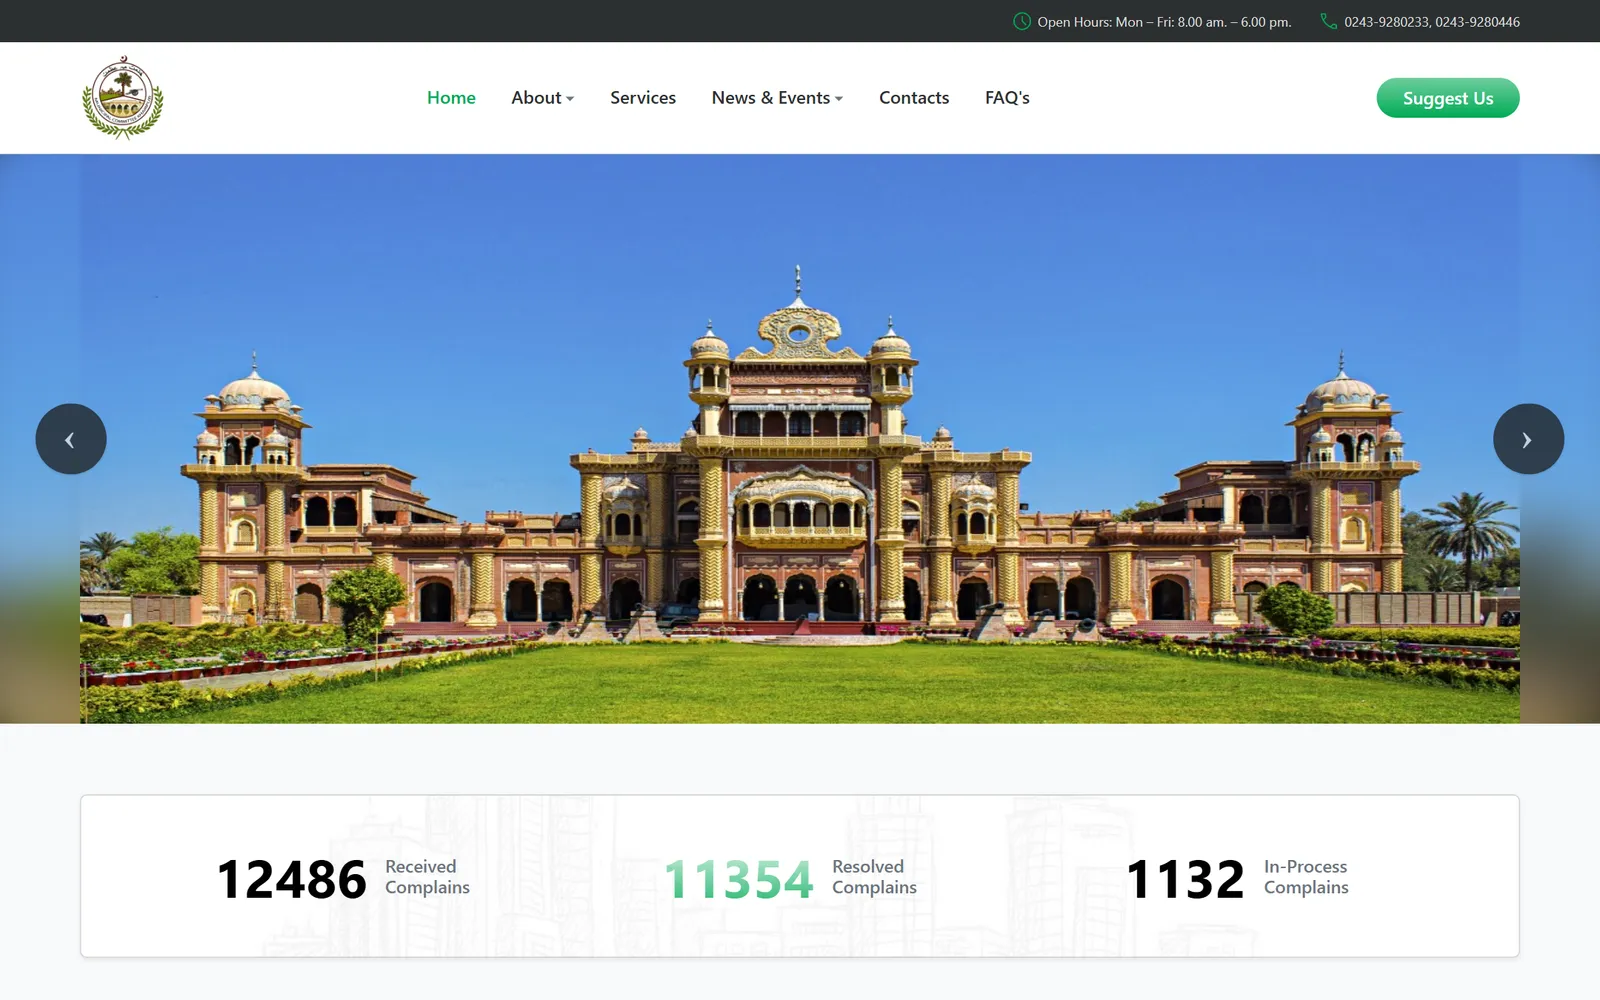 Open Hours: Mon – Fri: 8.00 am. – 6.00 pm.
0243-9280233, 0243-9280446
Home
About
Services
News & Events
Contacts
FAQ's
Suggest Us
12486
Received
Complains
11354
Resolved
Complains
1132
In-Process
Complains